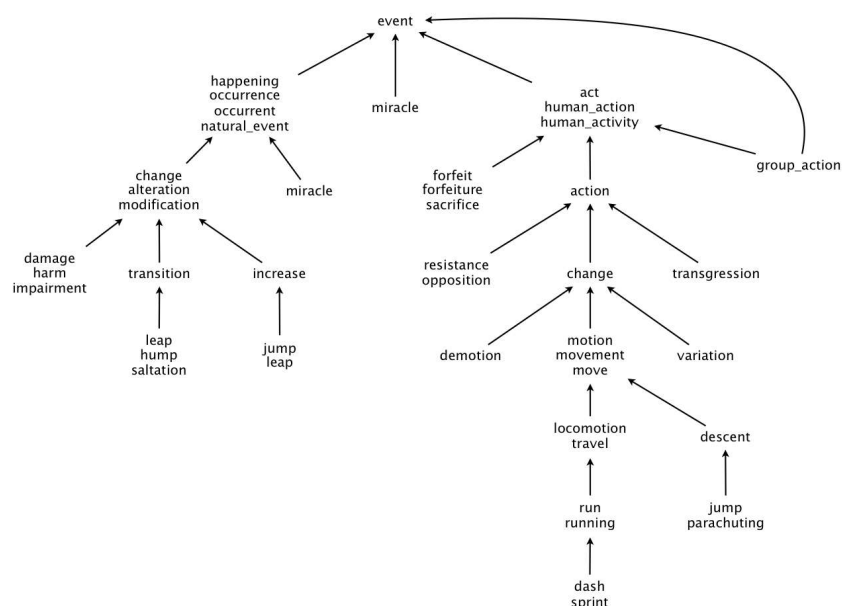 event
happening
occurrence
occurrent
natural_event
miracle
act
human_action
human_activity
group_action
change
alteration
modification
miracle
forfeit
forfeiture
sacrifice
action
damage
harm
impairment
transition
increase
resistance
opposition
change
transgression
leap
hump
saltation
jump
leap
demotion
motion
movement
move
variation
locomotion
travel
descent
run
running
jump
parachuting
dash
sprint